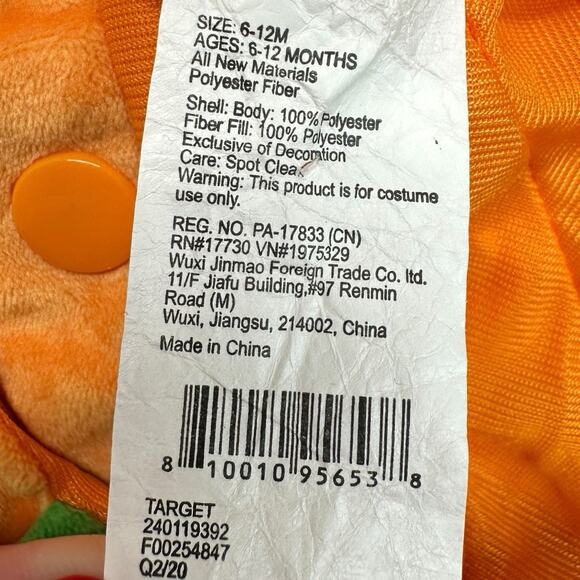 SIZE: 6-12M
AGES: 6-12 MONTHS
All New Materials
Polyester Fiber
Shell: Body: 100% Polyester
Fiber Fill: 100% Polyester
Exclusive of Decoration
Care: Spot Clean
Warning: This product is for costume
use only.
REG. NO. PA-17833 (CN)
RN#17730 VN#1975329
Wuxi Jinmao Foreign Trade Co. ltd.
11/F Jiafu Building,#97 Renmin
Road (M)
Wuxi, Jiangsu, 214002, China
Made in China
8 10010 95653 8
TARGET
240119392
F00254847
Q2/20